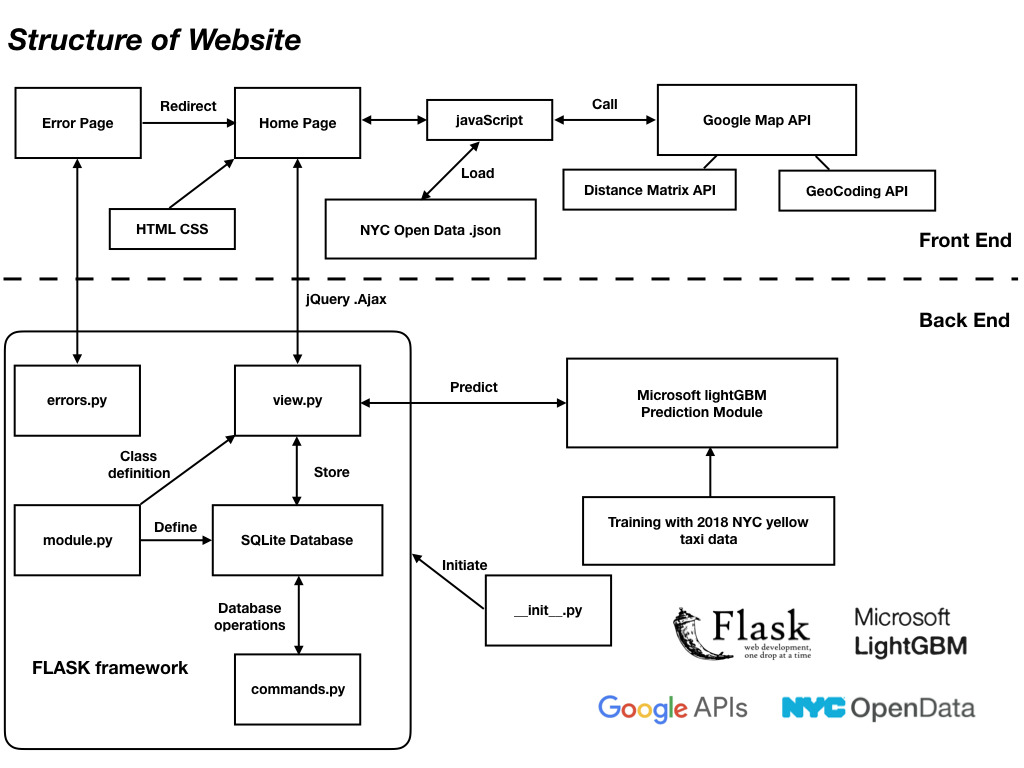 Structure of Website
Error Page
Redirect
Home Page
javaScript
Call
Google Map API
Load
Distance Matrix API
GeoCoding API
HTML CSS
NYC Open Data .json
Front End
jQuery .Ajax
Back End
errors.py
view.py
Predict
Microsoft lightGBM
Prediction Module
Class
definition
Store
module.py
Define
SQLite Database
Training with 2018 NYC yellow
taxi data
Initiate
__init__.py
Database
operations
FLASK framework
commands.py
Flask
web development,
one drop at a time
Microsoft
LightGBM
Google APIs
NYC OpenData